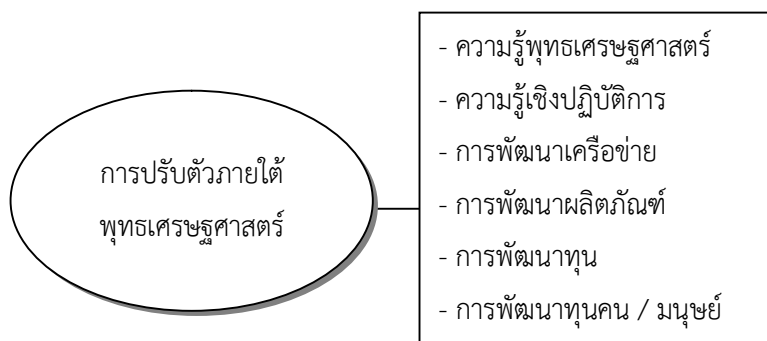 การปรับตัวภายใต้
พุทธเศรษฐศาสตร์
- ความรู้พุทธเศรษฐศาสตร์
- ความรู้เชิงปฏิบัติการ
- การพัฒนาเครือข่าย
- การพัฒนาผลิตภัณฑ์
- การพัฒนาทุน
- การพัฒนาทุนคน / มนุษย์